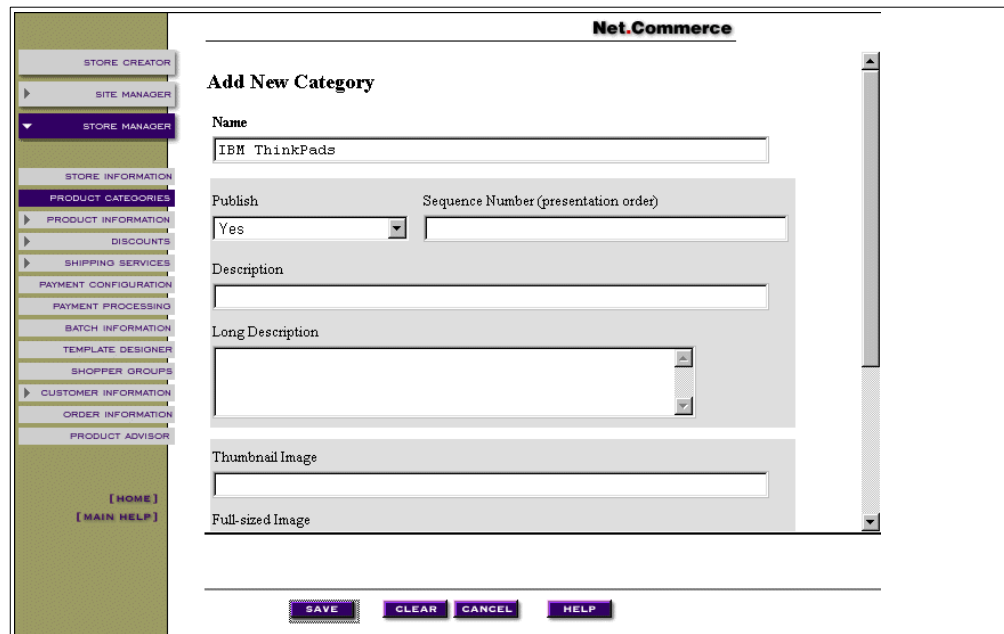 Net.Commerce
STORE CREATOR
SITE MANAGER
STORE MANAGER
STORE INFORMATION
PRODUCT CATEGORIES
PRODUCT INFORMATION
DISCOUNTS
SHIPPING SERVICES
PAYMENT CONFIGURATION
PAYMENT PROCESSING
BATCH INFORMATION
TEMPLATE DESIGNER
SHOPPER GROUPS
CUSTOMER INFORMATION
ORDER INFORMATION
PRODUCT ADVISOR
[HOME]
[MAIN HELP]
Add New Category
Name
IBM ThinkPads
Publish Sequence Number (presentation order)
Yes
Description
Long Description
Thumbnail Image
Full-sized Image
SAVE CLEAR CANCEL HELP